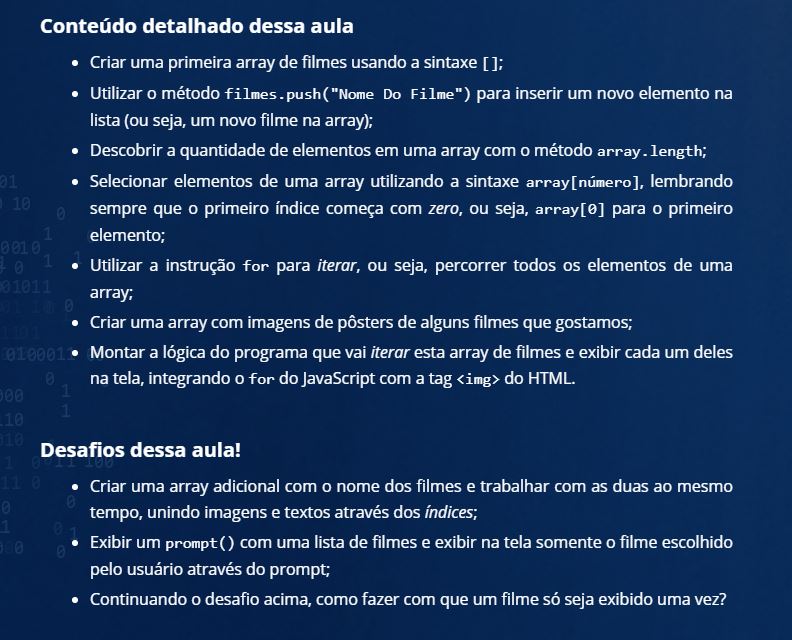 Conteúdo detalhado dessa aula
Criar uma primeira array de filmes usando a sintaxe [];
Utilizar o método filmes.push("Nome Do Filme") para inserir um novo elemento na
lista (ou seja, um novo filme na array);
Descobrir a quantidade de elementos em uma array com o método array.length;
Selecionar elementos de uma array utilizando a sintaxe array[número], lembrando
sempre que o primeiro índice começa com zero, ou seja, array[0] para o primeiro
elemento;
Utilizar a instrução for para iterar, ou seja, percorrer todos os elementos de uma
array;
Criar uma array com imagens de pôsters de alguns filmes que gostamos;
Montar a lógica do programa que vai iterar esta array de filmes e exibir cada um deles
na tela, integrando o for do JavaScript com a tag <img> do HTML.
Desafios dessa aula!
Criar uma array adicional com o nome dos filmes e trabalhar com as duas ao mesmo
tempo, unindo imagens e textos através dos índices;
Exibir um prompt() com uma lista de filmes e exibir na tela somente o filme escolhido
pelo usuário através do prompt;
Continuando o desafio acima, como fazer com que um filme só seja exibido uma vez?